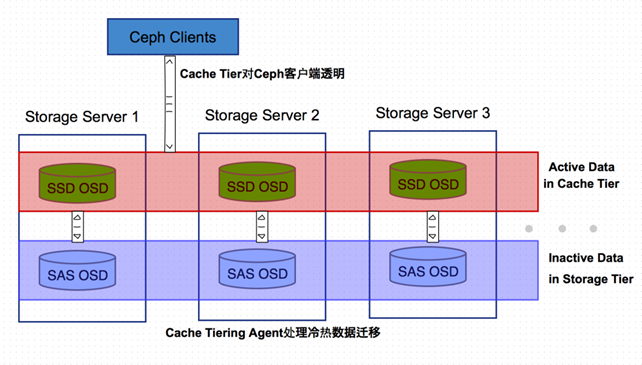 Ceph Clients
Cache Tier对Ceph客户端透明
Storage Server 1
Storage Server 2
Storage Server 3
SSD OSD
SSD OSD
SSD OSD
Active Data
in Cache Tier
SAS OSD
SAS OSD
SAS OSD
Inactive Data
in Storage Tier
Cache Tiering Agent处理冷热数据迁移